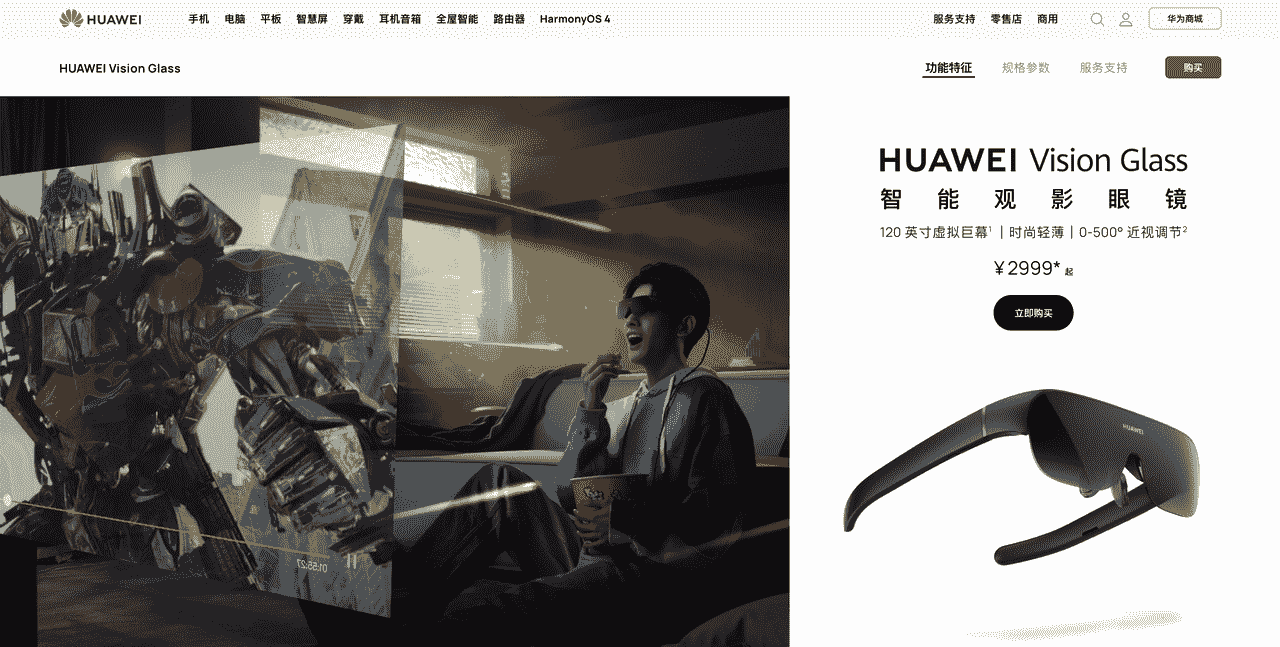 HUAWEI 手机 电脑 平板 智慧屏 穿戴 耳机音箱 全屋智能 路由器 HarmonyOS 4 服务支持 零售店 商用 华为商城
HUAWEI Vision Glass 功能特征 规格参数 服务支持 购买
HUAWEI Vision Glass
智能观影眼镜
120 英寸虚拟巨幕¹ | 时尚轻薄 | 0-500° 近视调节²
¥2999* 起
立即购买
HUAWEI
01:55:27